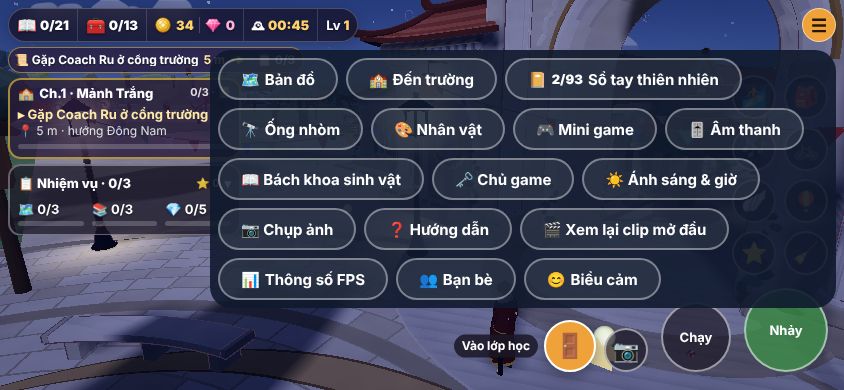 0/21 0/13 34 0 00:45 Lv 1
Gặp Coach Ru ở cổng trường 5
Ch.1 · Mảnh Trắng 0/3
▸ Gặp Coach Ru ở cổng trường
5 m · hướng Đông Nam
Nhiệm vụ · 0/3
0/3 0/3 0/5
Bản đồ Đến trường 2/93 Sổ tay thiên nhiên
Ống nhòm Nhân vật Mini game Âm thanh
Bách khoa sinh vật Chủ game Ánh sáng & giờ
Chụp ảnh Hướng dẫn Xem lại clip mở đầu
Thông số FPS Bạn bè Biểu cảm
Vào lớp học Chạy Nhảy